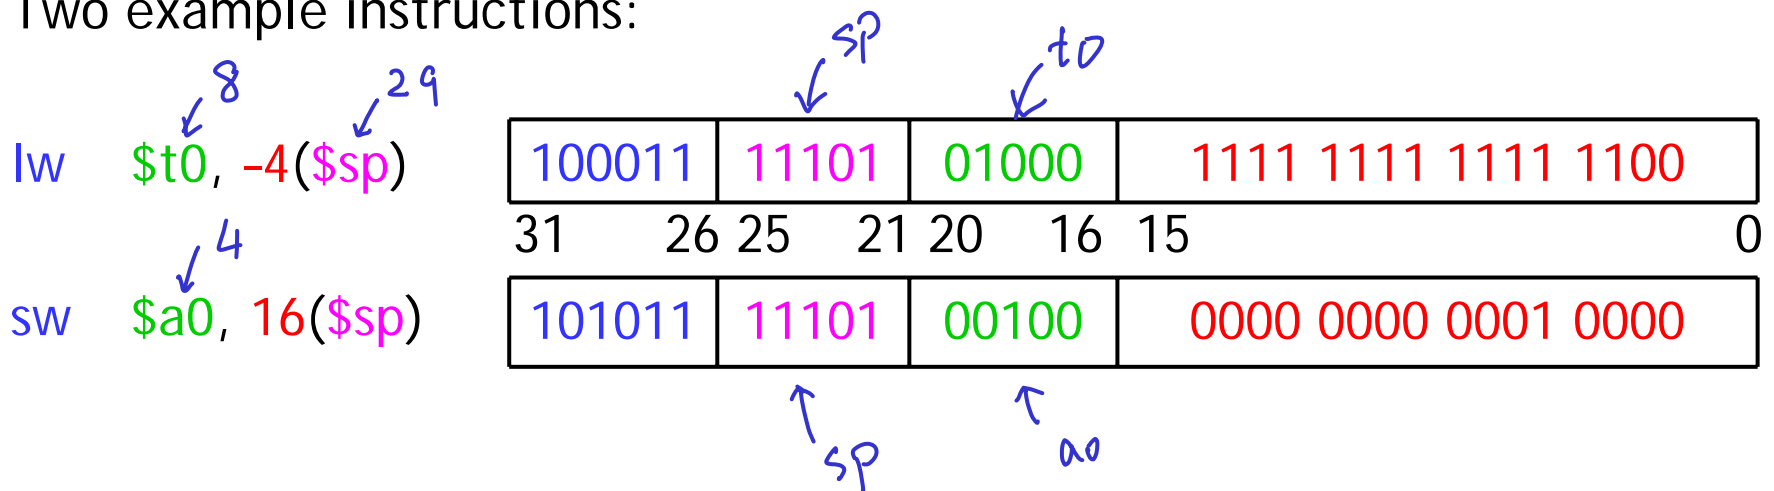 Two example instructions:
sp t0
8 29
lw $t0, -4($sp) 100011 11101 01000 1111 1111 1111 1100
31 26 25 21 20 16 15 0
4
sw $a0, 16($sp) 101011 11101 00100 0000 0000 0001 0000
sp a0